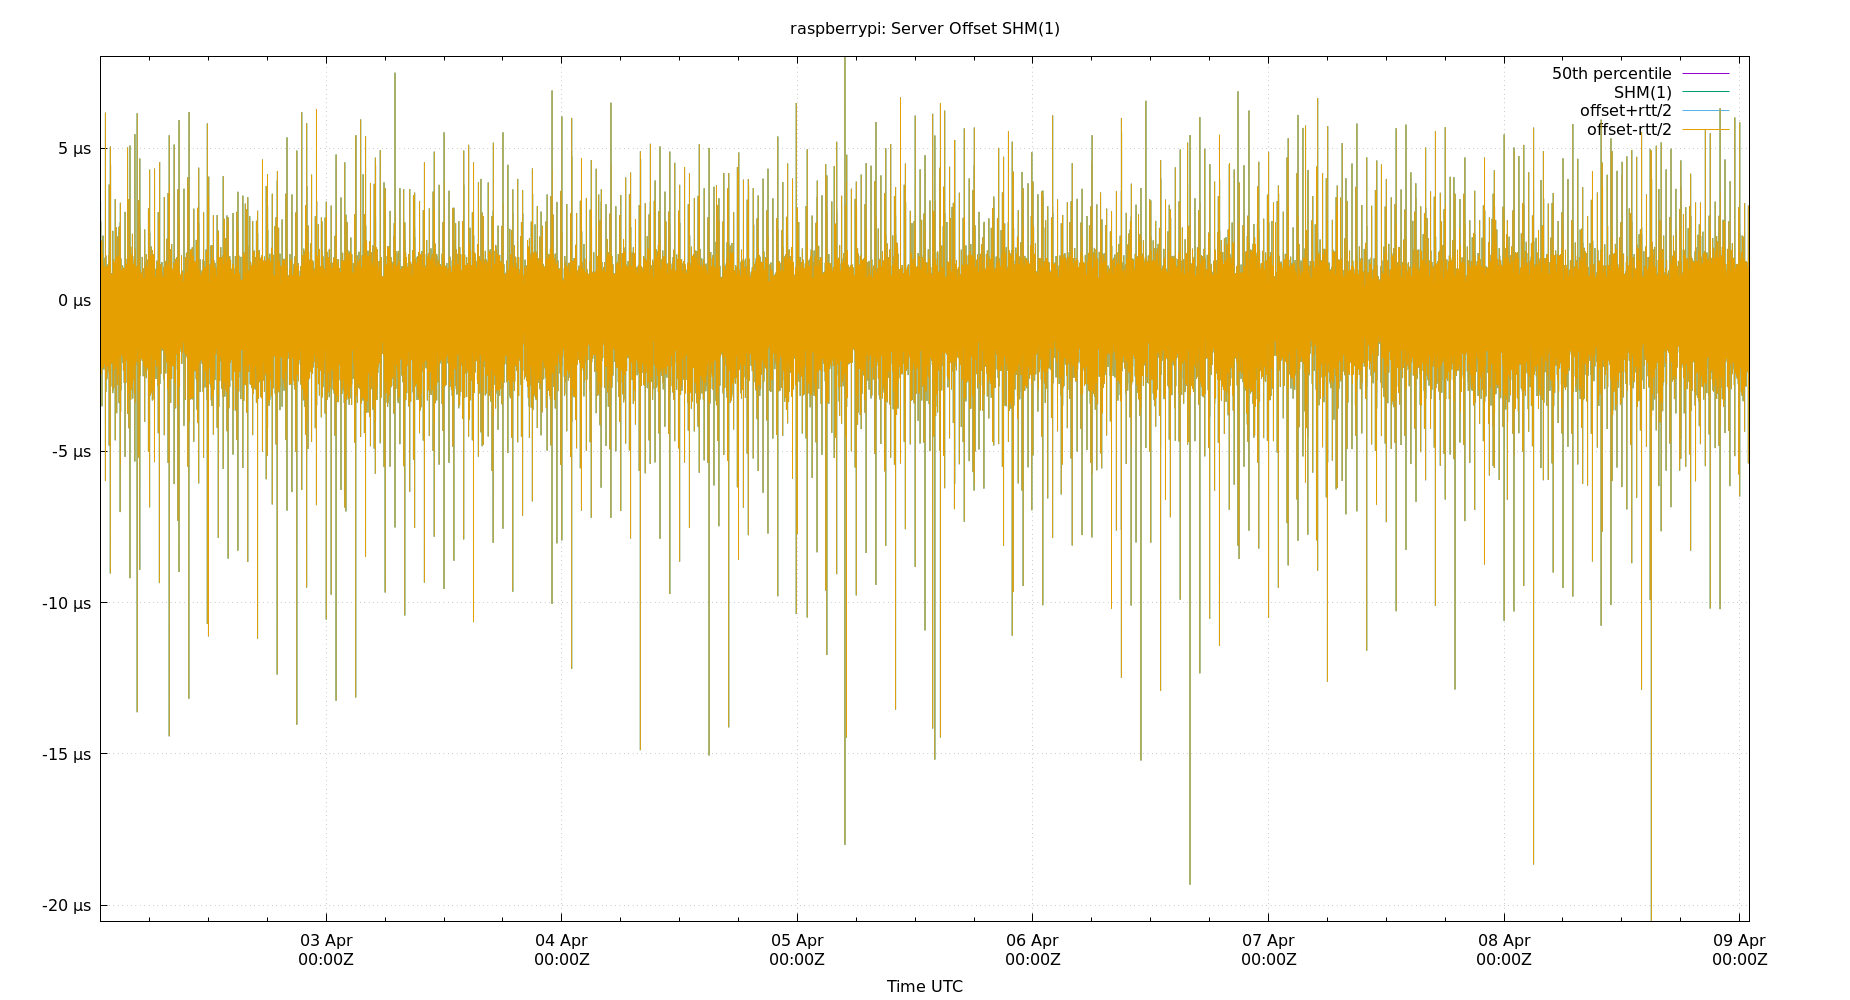 raspberrypi: Server Offset SHM(1)
50th percentile
SHM(1)
offset+rtt/2
offset-rtt/2
5 µs
0 µs
-5 µs
-10 µs
-15 µs
-20 µs
03 Apr 04 Apr 05 Apr 06 Apr 07 Apr 08 Apr 09 Apr
00:00Z 00:00Z 00:00Z 00:00Z 00:00Z 00:00Z 00:00Z
Time UTC